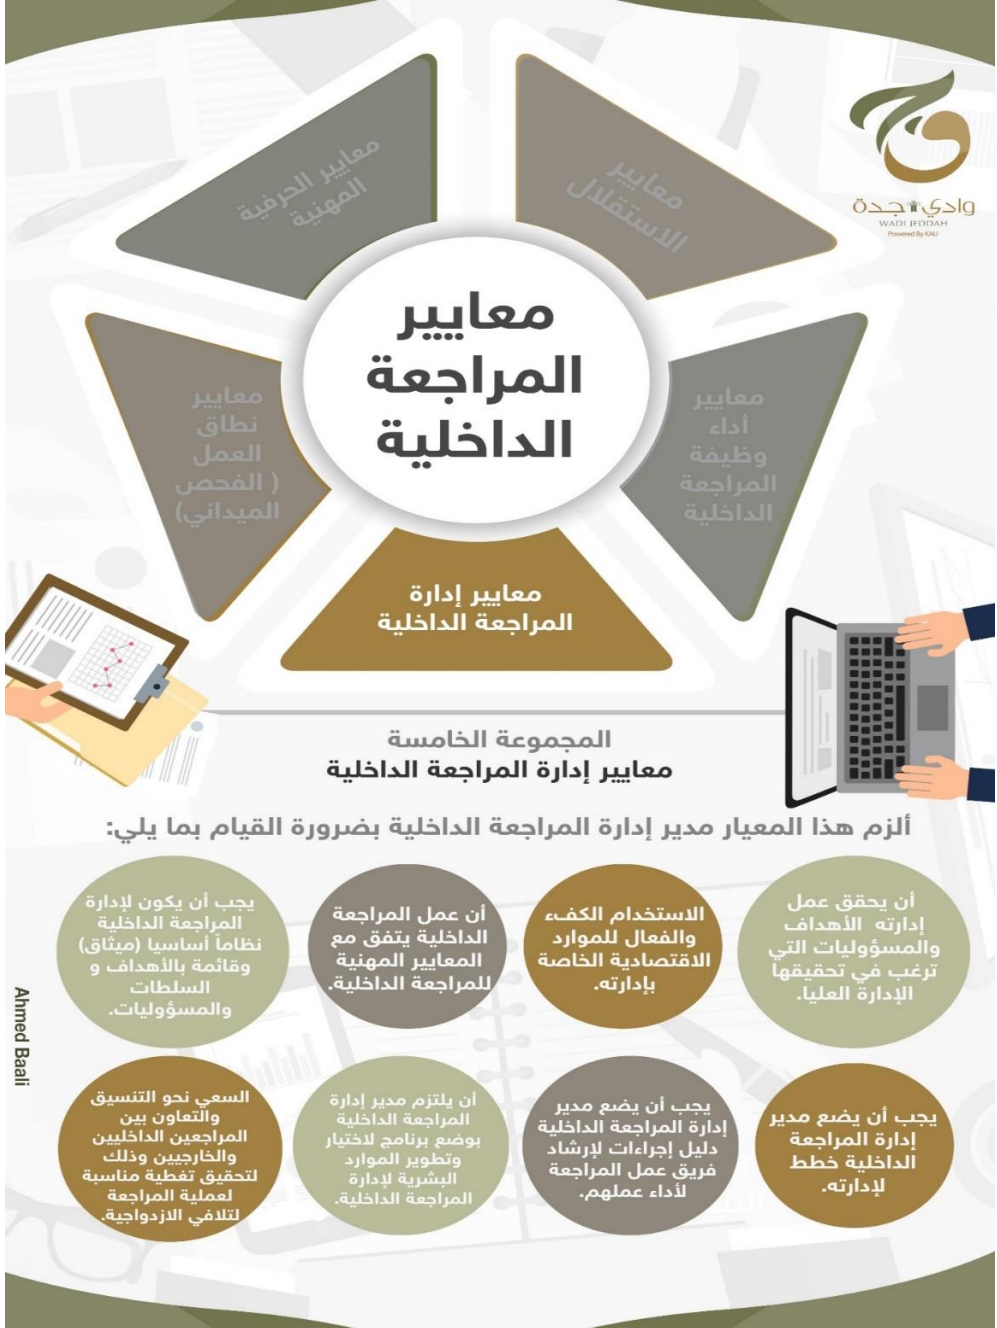 وادي جدة
WADI JEDDAH
Powered By KAU
معايير
الاستقلال
معايير الحرفية
المهنية
معايير
المراجعة
الداخلية
معايير
أداء
وظيفة
المراجعة
الداخلية
معايير
نطاق
العمل
( الفحص
الميداني)
معايير إدارة
المراجعة الداخلية
المجموعة الخامسة
معايير إدارة المراجعة الداخلية
ألزم هذا المعيار مدير إدارة المراجعة الداخلية بضرورة القيام بما يلي:
أن يحقق عمل
إدارته الأهداف
والمسؤوليات التي
ترغب في تحقيقها
الإدارة العليا.
الاستخدام الكفء
والفعال للموارد
الاقتصادية الخاصة
بإدارته.
أن عمل المراجعة
الداخلية يتفق مع
المعايير المهنية
للمراجعة الداخلية.
يجب أن يكون لإدارة
المراجعة الداخلية
نظاماً أساسيا (ميثاق)
وقائمة بالأهداف و
السلطات
والمسؤوليات.
يجب أن يضع مدير
إدارة المراجعة
الداخلية خطط
لإدارته.
يجب أن يضع مدير
إدارة المراجعة الداخلية
دليل إجراءات لإرشاد
فريق عمل المراجعة
لأداء عملهم.
أن يلتزم مدير إدارة
المراجعة الداخلية
بوضع برنامج لاختيار
وتطوير الموارد
البشرية لإدارة
المراجعة الداخلية.
السعي نحو التنسيق
والتعاون بين
المراجعين الداخليين
والخارجيين وذلك
لتحقيق تغطية مناسبة
لعملية المراجعة
لتلافي الازدواجية.
Ahmed Baali